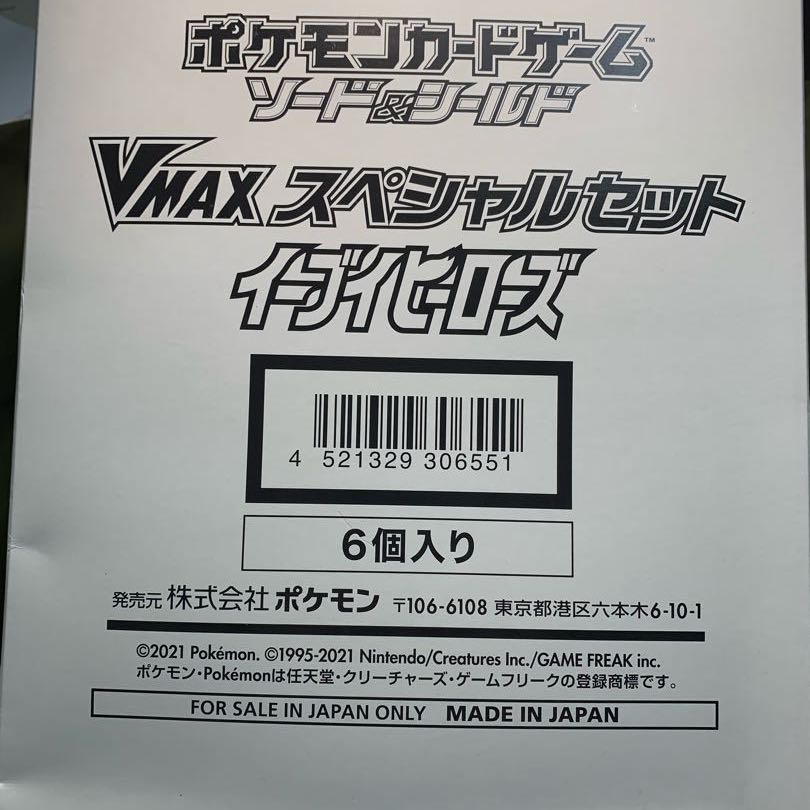 ポケモンカードゲーム™
ソード&シールド
VMAX スペシャルセット
イーブイヒーローズ
4 521329 306551
6個入り
発売元 株式会社 ポケモン 〒106-6108 東京都港区六本木6-10-1
©2021 Pokémon. ©1995-2021 Nintendo/Creatures Inc./GAME FREAK inc.
ポケモン・Pokémonは任天堂・クリーチャーズ・ゲームフリークの登録商標です。
FOR SALE IN JAPAN ONLY MADE IN JAPAN